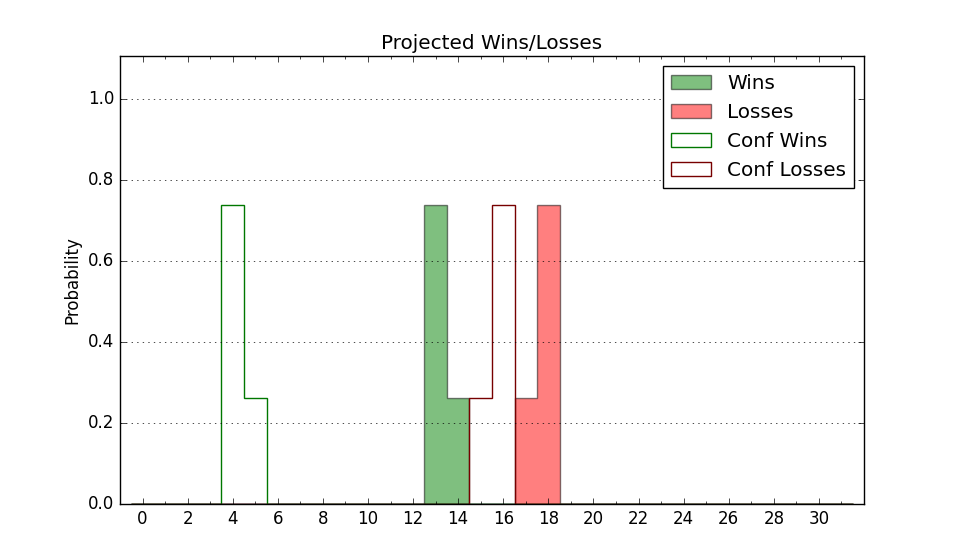 Projected Wins/Losses
Wins
Losses
Conf Wins
Conf Losses
Probability
1.0
0.8
0.6
0.4
0.2
0.0
0 2 4 6 8 10 12 14 16 18 20 22 24 26 28 30